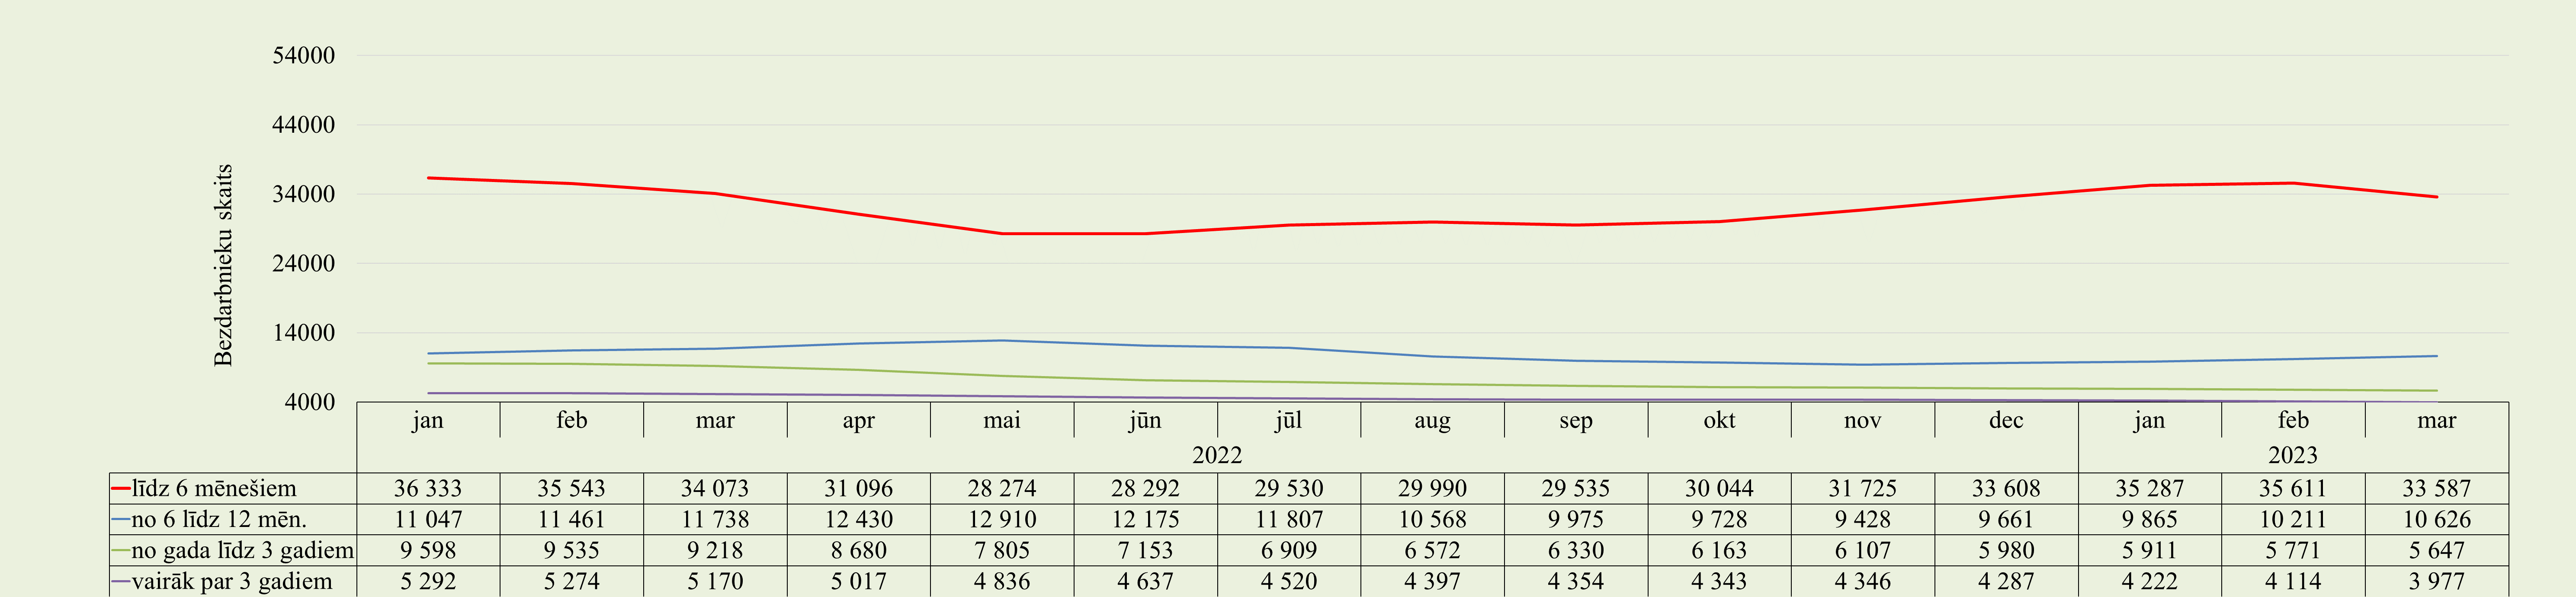 54000
44000
34000
24000
14000
4000
Bezdarbnieku skaits
jan feb mar apr mai jūn jūl aug sep okt nov dec jan feb mar
2022 2023
līdz 6 mēnešiem 36 333 35 543 34 073 31 096 28 274 28 292 29 530 29 990 29 535 30 044 31 725 33 608 35 287 35 611 33 587
no 6 līdz 12 mēn. 11 047 11 461 11 738 12 430 12 910 12 175 11 807 10 568 9 975 9 728 9 428 9 661 9 865 10 211 10 626
no gada līdz 3 gadiem 9 598 9 535 9 218 8 680 7 805 7 153 6 909 6 572 6 330 6 163 6 107 5 980 5 911 5 771 5 647
vairāk par 3 gadiem 5 292 5 274 5 170 5 017 4 836 4 637 4 520 4 397 4 354 4 343 4 346 4 287 4 222 4 114 3 977